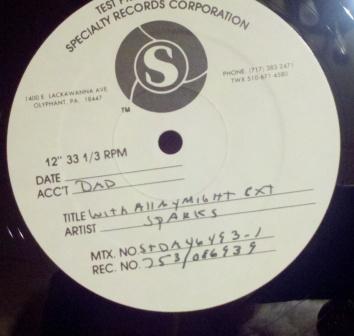 TEST PR
SPECIALTY RECORDS CORPORATION
S
1400 E. LACKAWANNA AVE.
OLYPHANT, PA. 18447
PHONE: (717) 383 2471
TWX 510-671 4580
TM
12" 33 1/3 RPM
DATE
ACC'T DAD
TITLE With All My Might EXT
ARTIST SPARKS
MTX. NO. STDAY6493-1
REC. NO. 253/086939